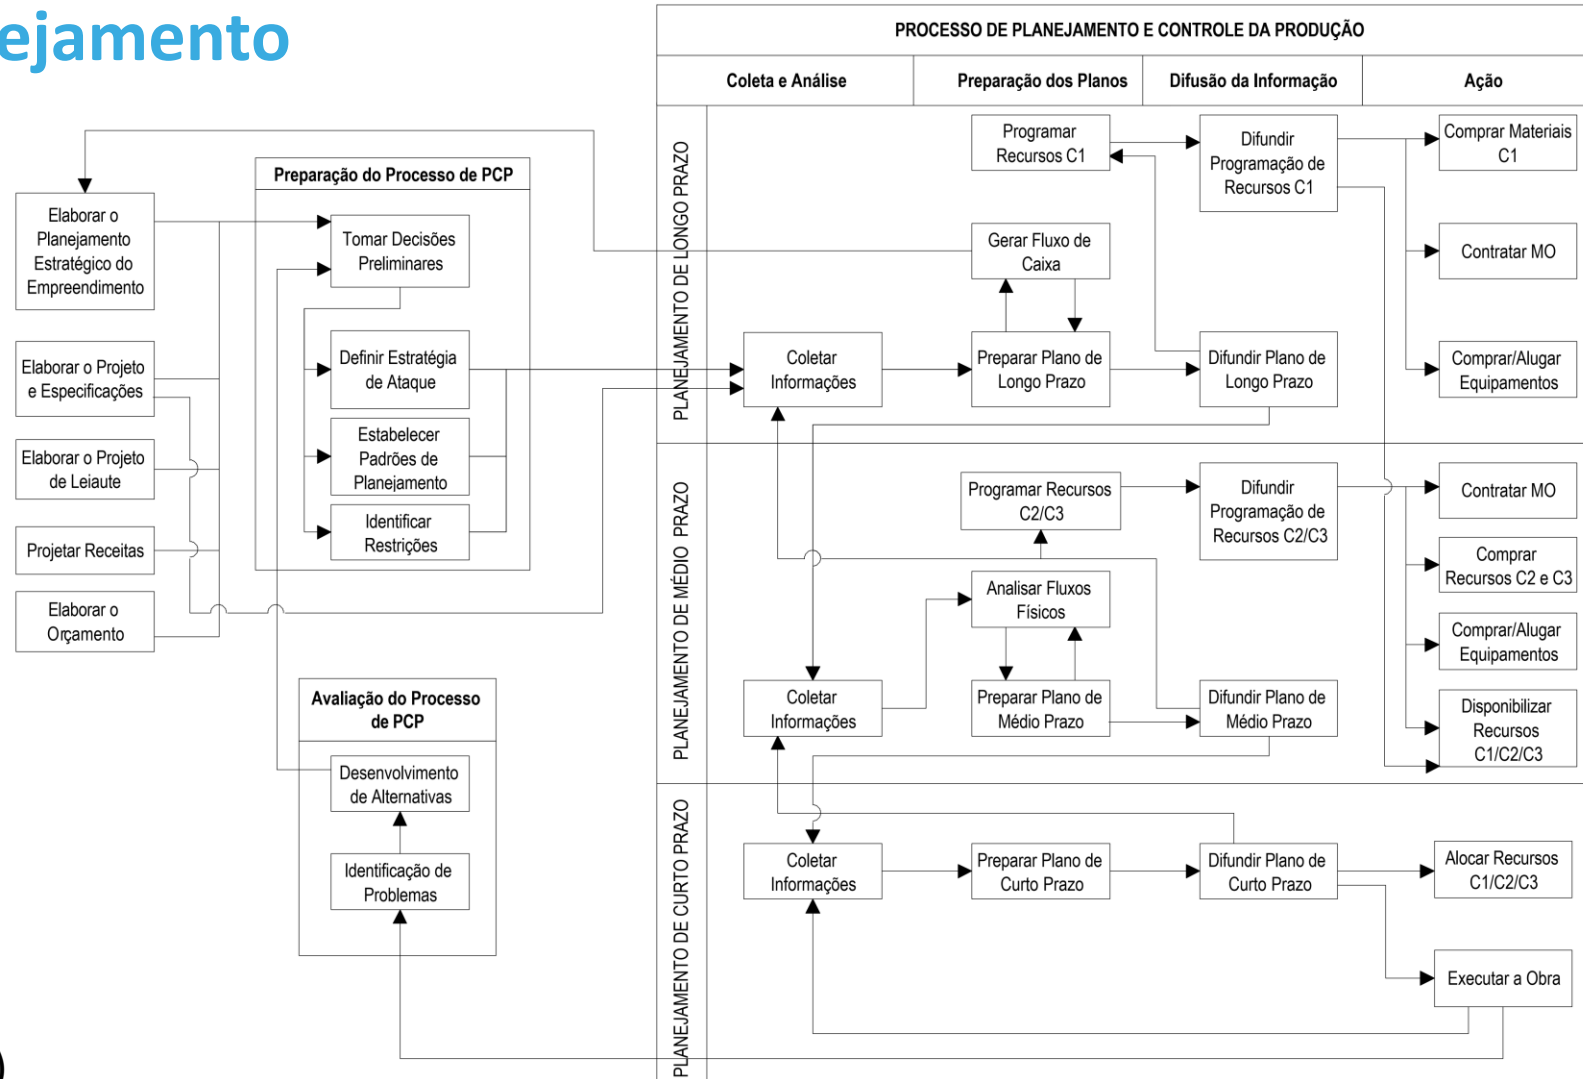 ejamento
PROCESSO DE PLANEJAMENTO E CONTROLE DA PRODUÇÃO
Coleta e Análise
Preparação dos Planos
Difusão da Informação
Ação
Elaborar o
Planejamento
Estratégico do
Empreendimento
Elaborar o Projeto
e Especificações
Elaborar o Projeto
de Leiaute
Projetar Receitas
Elaborar o
Orçamento
Preparação do Processo de PCP
Tomar Decisões
Preliminares
Definir Estratégia
de Ataque
Estabelecer
Padrões de
Planejamento
Identificar
Restrições
Avaliação do Processo
de PCP
Desenvolvimento
de Alternativas
Identificação de
Problemas
PLANEJAMENTO DE LONGO PRAZO
Programar
Recursos C1
Difundir
Programação de
Recursos C1
Comprar Materiais
C1
Gerar Fluxo de
Caixa
Contratar MO
Coletar
Informações
Preparar Plano de
Longo Prazo
Difundir Plano de
Longo Prazo
Comprar/Alugar
Equipamentos
PLANEJAMENTO DE MÉDIO PRAZO
Programar Recursos
C2/C3
Difundir
Programação de
Recursos C2/C3
Contratar MO
Comprar
Recursos C2 e C3
Analisar Fluxos
Físicos
Comprar/Alugar
Equipamentos
Coletar
Informações
Preparar Plano de
Médio Prazo
Difundir Plano de
Médio Prazo
Disponibilizar
Recursos
C1/C2/C3
PLANEJAMENTO DE CURTO PRAZO
Coletar
Informações
Preparar Plano de
Curto Prazo
Difundir Plano de
Curto Prazo
Alocar Recursos
C1/C2/C3
Executar a Obra